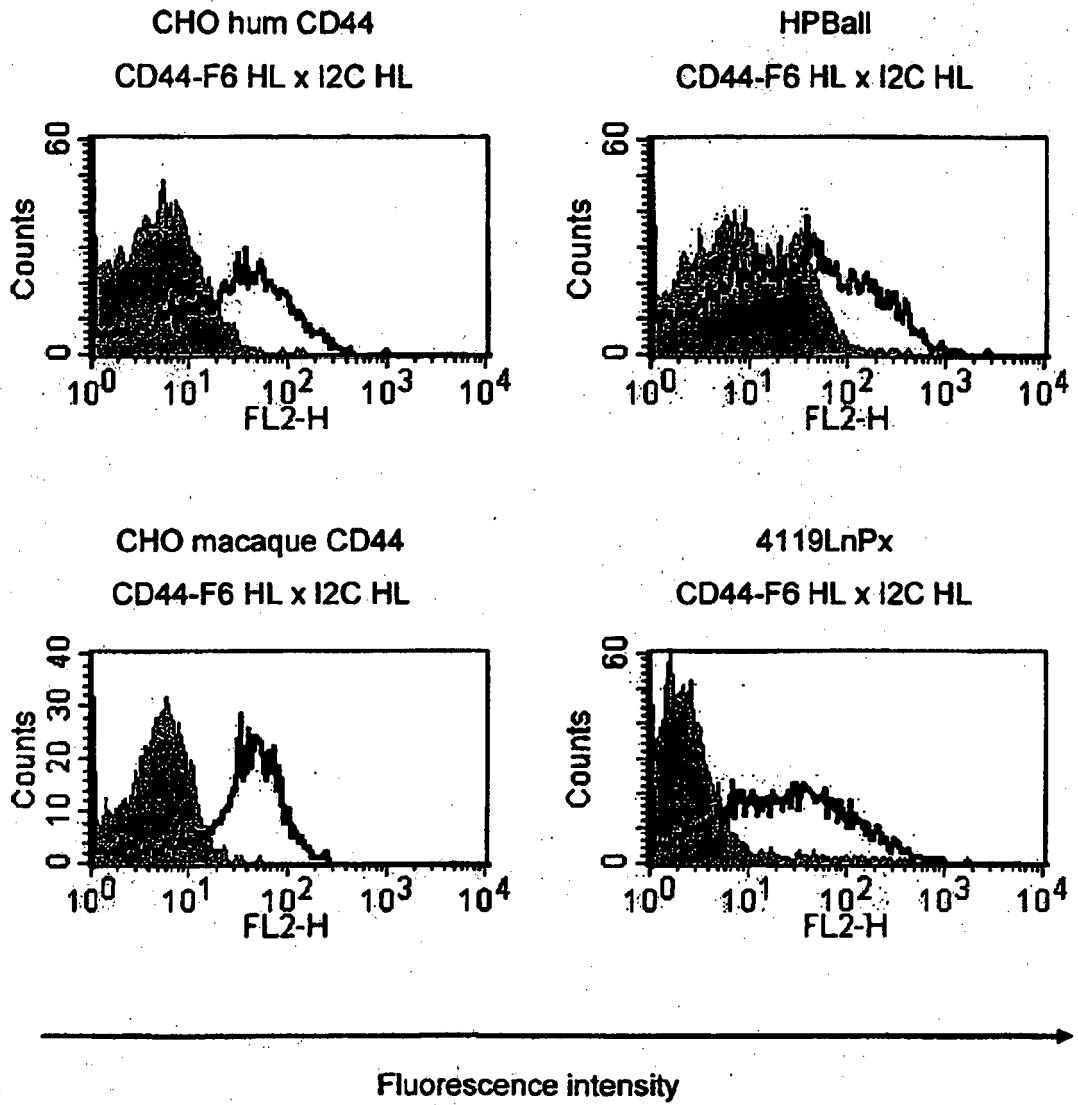 CHO hum CD44
CD44-F6 HL x I2C HL
60
Counts
0
10^0 10^1 10^2 10^3 10^4
FL2-H
HPBall
CD44-F6 HL x I2C HL
60
Counts
0
10^0 10^1 10^2 10^3 10^4
FL2-H
CHO macaque CD44
CD44-F6 HL x I2C HL
40
30
20
10
0
Counts
10^0 10^1 10^2 10^3 10^4
FL2-H
4119LnPx
CD44-F6 HL x I2C HL
60
Counts
0
10^0 10^1 10^2 10^3 10^4
FL2-H
Fluorescence intensity